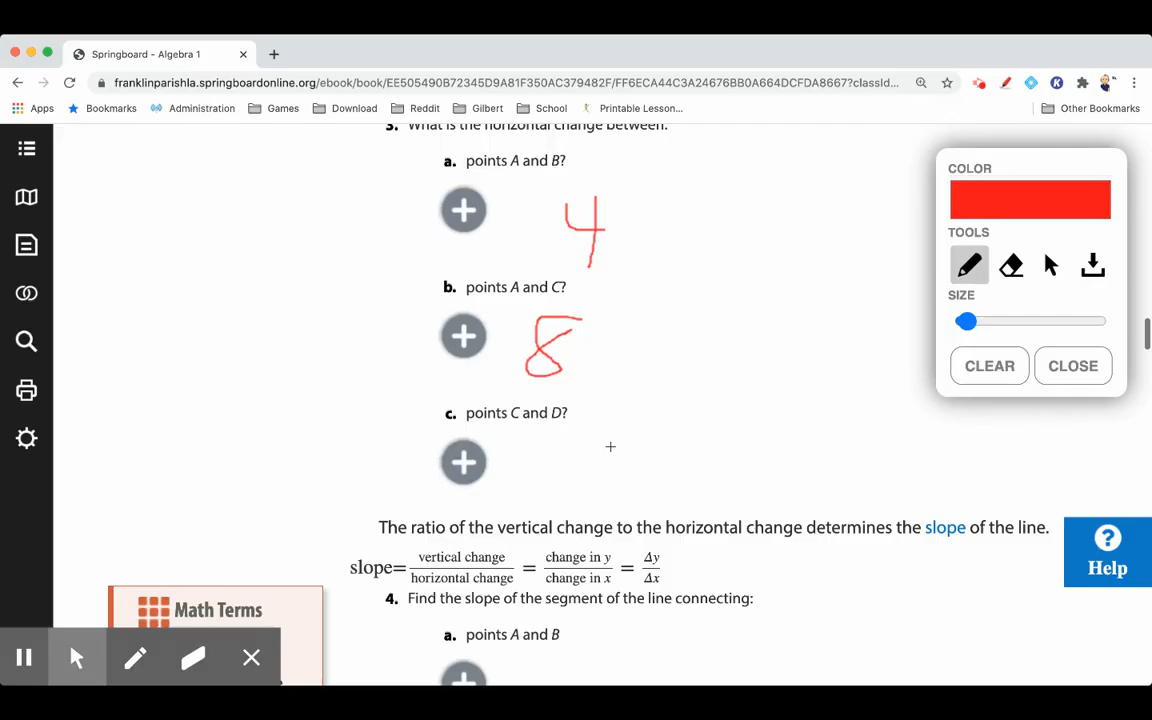 Springboard - Algebra 1
franklinparishla.springboardonline.org/ebook/book/EE505490B72345D9A81F350AC379482F/FF6ECA44C3A24676BB0A664DCFDA8667?classId...
Apps Bookmarks Administration Games Download Reddit Gilbert School Printable Lesson... Other Bookmarks
3. What is the horizontal change between:
a. points A and B?
4
b. points A and C?
8
c. points C and D?
The ratio of the vertical change to the horizontal change determines the slope of the line.
slope= vertical change / horizontal change = change in y / change in x = Δy / Δx
4. Find the slope of the segment of the line connecting:
a. points A and B
Math Terms
COLOR
TOOLS
SIZE
CLEAR CLOSE
?
Help